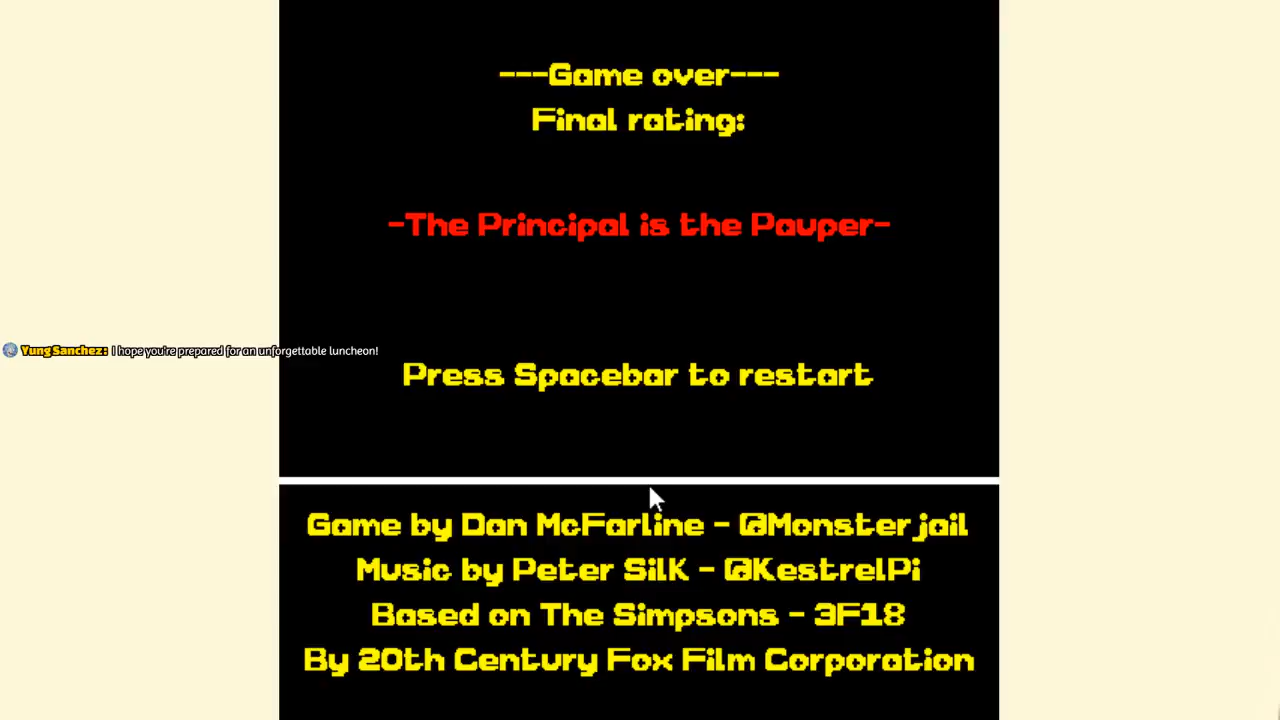 ---Game over---
Final rating:
-The Principal is the Pauper-
Yung Sanchez: I hope you're prepared for an unforgettable luncheon!
Press Spacebar to restart
Game by Dan McFarline - @Monsterjail
Music by Peter Silk - @KestrelPi
Based on The Simpsons - 3F18
By 20th Century Fox Film Corporation